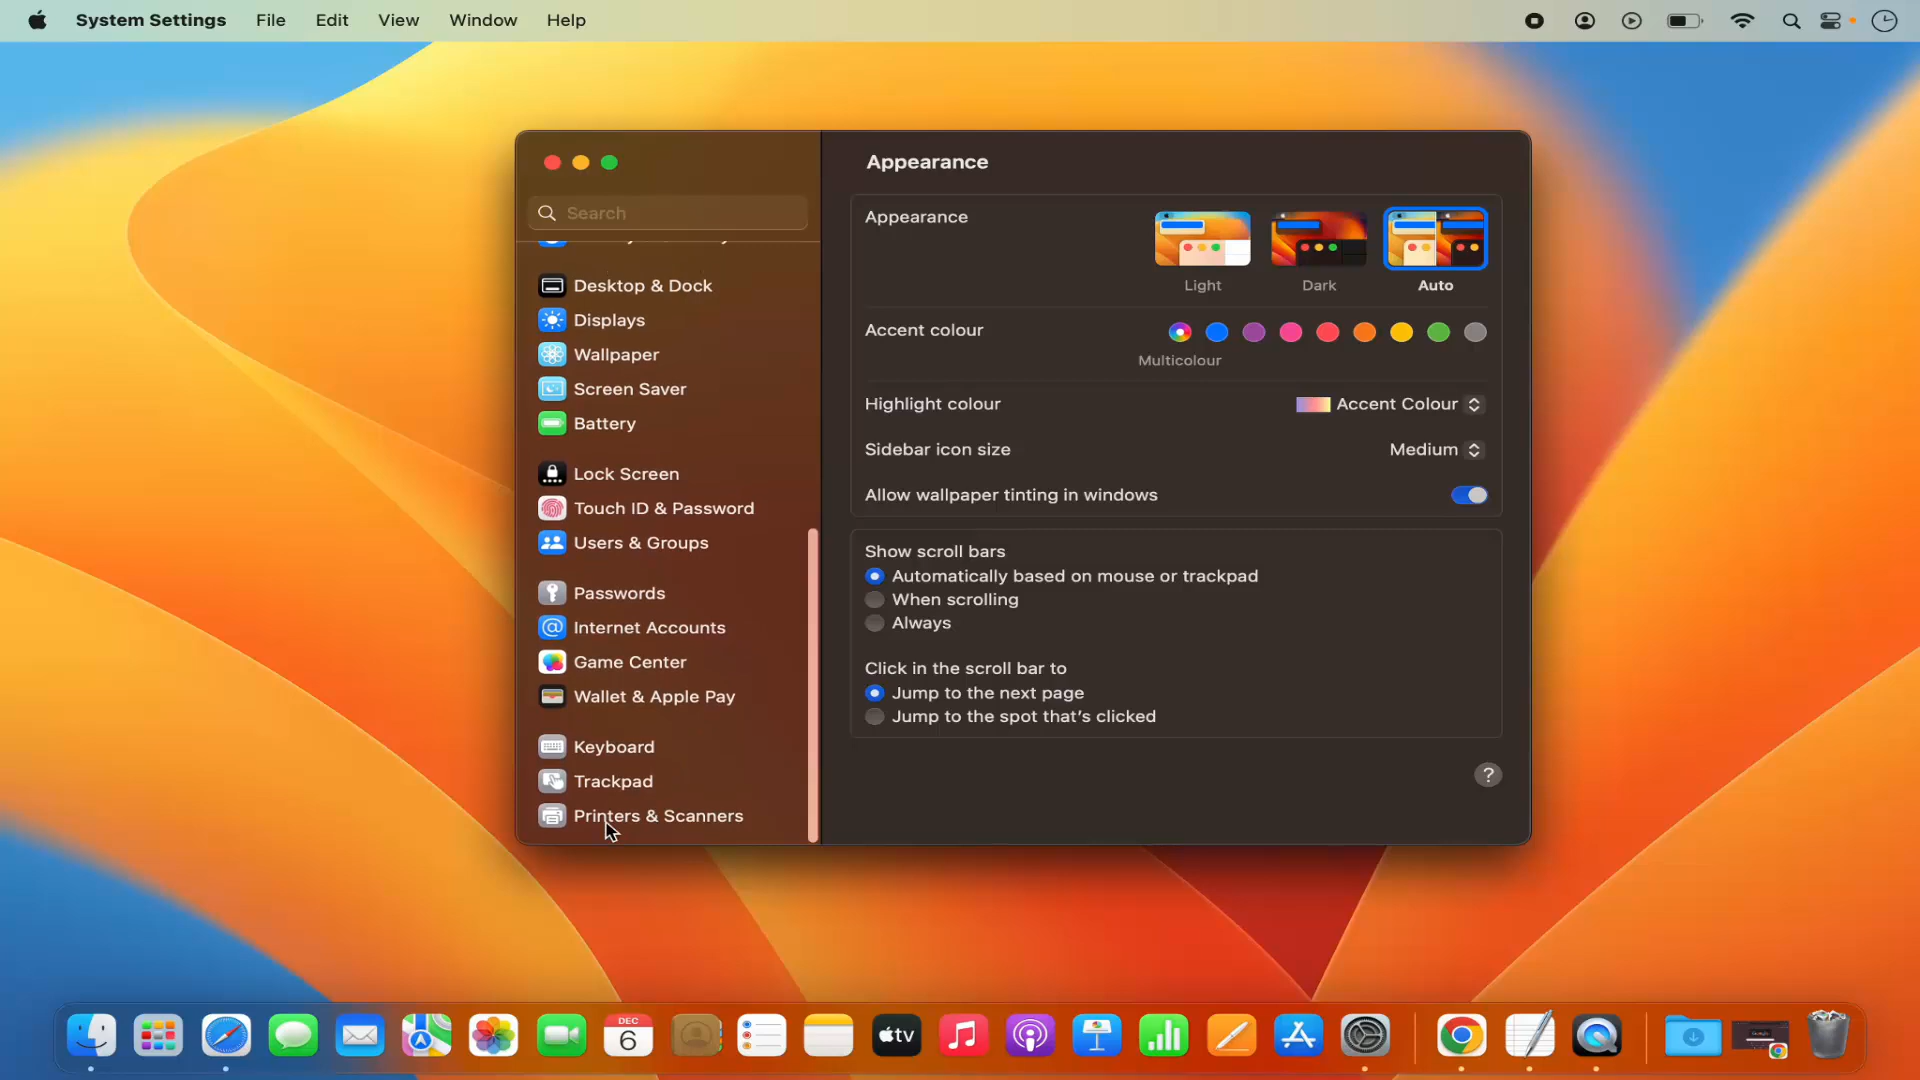 System Settings File Edit View Window Help
Search
Desktop & Dock
Displays
Wallpaper
Screen Saver
Battery
Lock Screen
Touch ID & Password
Users & Groups
Passwords
Internet Accounts
Game Center
Wallet & Apple Pay
Keyboard
Trackpad
Printers & Scanners
Appearance
Appearance
Light Dark Auto
Accent colour
Multicolour
Highlight colour Accent Colour
Sidebar icon size Medium
Allow wallpaper tinting in windows
Show scroll bars
Automatically based on mouse or trackpad
When scrolling
Always
Click in the scroll bar to
Jump to the next page
Jump to the spot that's clicked
?
DEC
6
tv